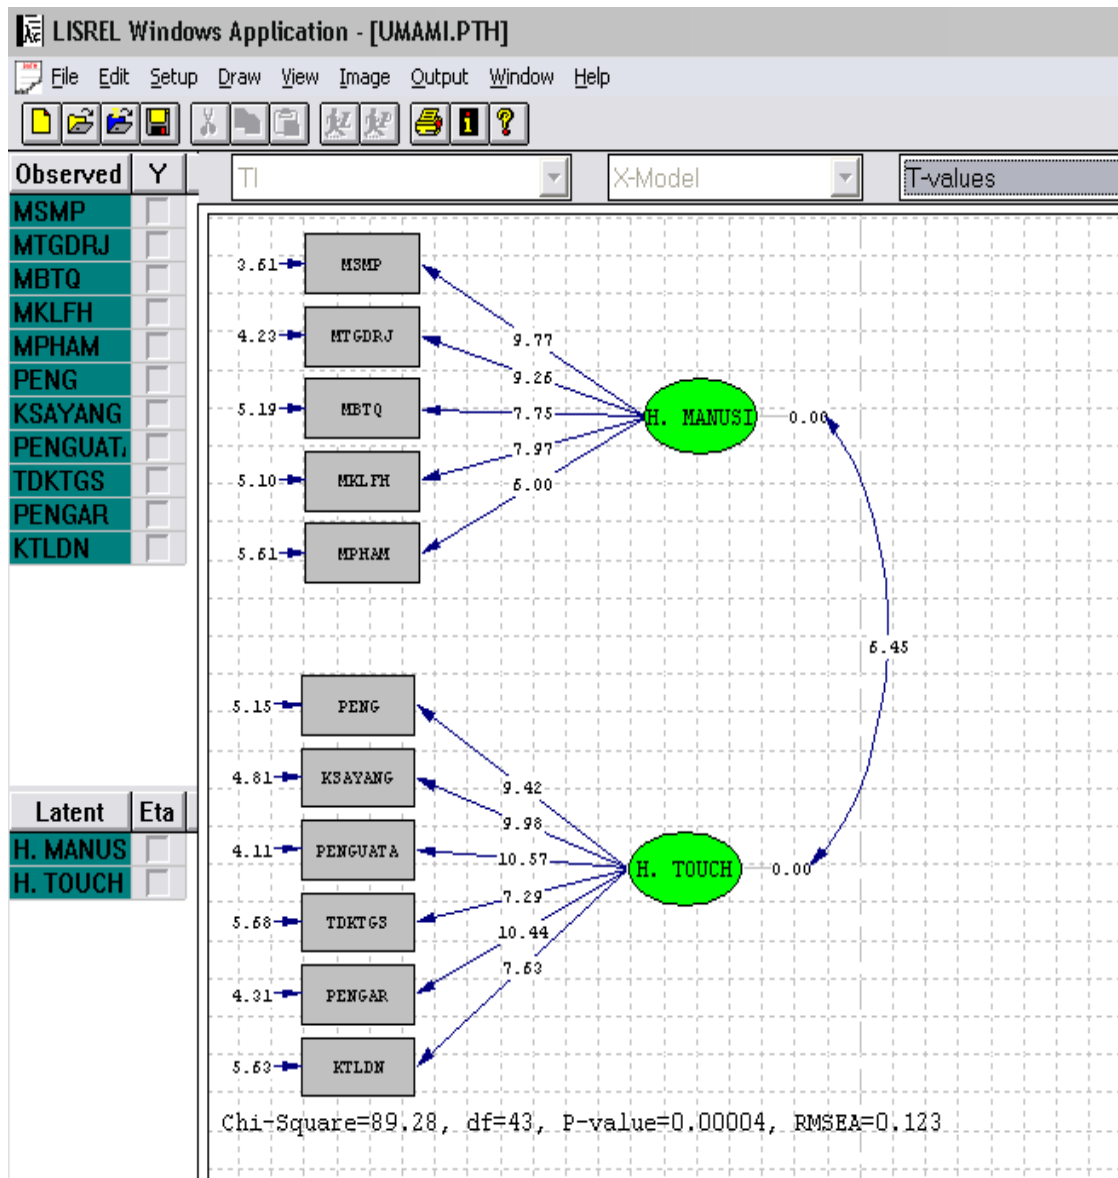 LISREL Windows Application - [UMAMI.PTH]
File Edit Setup Draw View Image Output Window Help
Observed Y
TI X-Model T-values
MSMP
MTGDRJ
MBTQ
MKLFH
MPHAM
PENG
KSAYANG
PENGUAT
TDKTGS
PENGAR
KTLDN
Latent Eta
H. MANUS
H. TOUCH
3.61 MSMP
4.23 MTGDRJ
5.19 MBTQ
5.10 MKLFH
5.61 MPHAM
9.77
9.26
7.75
7.97
6.00
H. MANUSI 0.00
6.45
5.15 PENG
4.81 KSAYANG
4.11 PENGUATA
5.68 TDKTGS
4.31 PENGAR
5.63 KTLDN
9.42
9.98
10.57
7.29
10.44
7.63
H. TOUCH 0.00
Chi-Square=89.28, df=43, P-value=0.00004, RMSEA=0.123